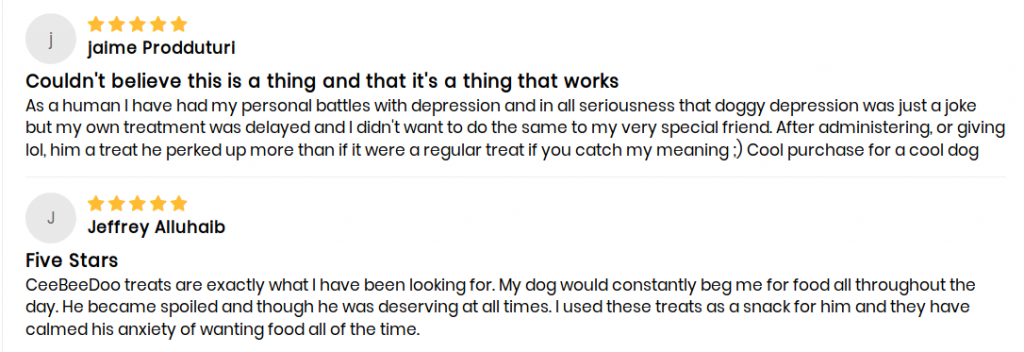 j
jaime Prodduturi
Couldn't believe this is a thing and that it's a thing that works
As a human I have had my personal battles with depression and in all seriousness that doggy depression was just a joke
but my own treatment was delayed and I didn't want to do the same to my very special friend. After administering, or giving
lol, him a treat he perked up more than if it were a regular treat if you catch my meaning ;) Cool purchase for a cool dog
J
Jeffrey Alluhaib
Five Stars
CeeBeeDoo treats are exactly what I have been looking for. My dog would constantly beg me for food all throughout the
day. He became spoiled and though he was deserving at all times. I used these treats as a snack for him and they have
calmed his anxiety of wanting food all of the time.